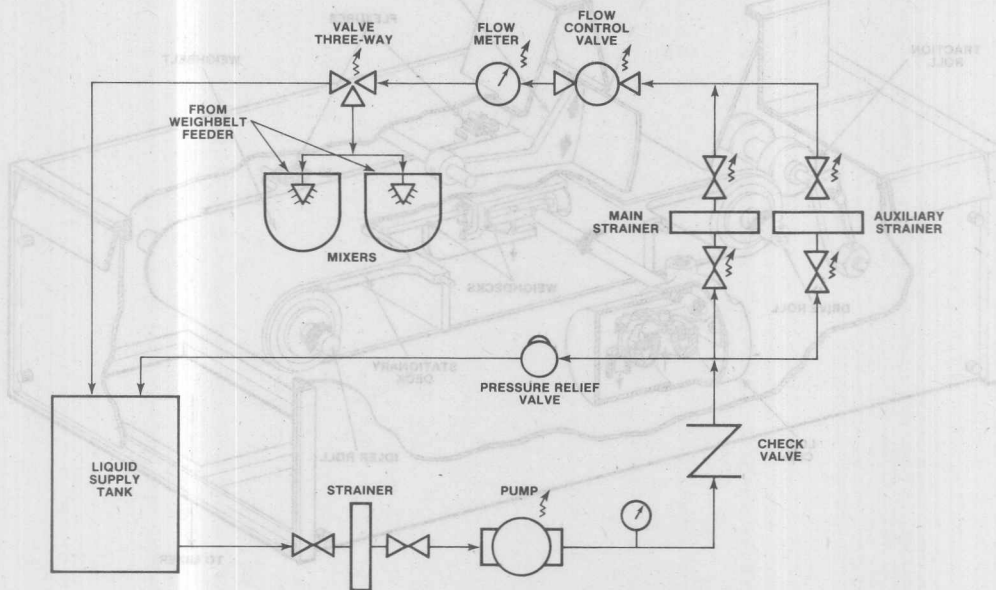 VALVE
THREE-WAY
FLOW
METER
FLOW
CONTROL
VALVE
FROM
WEIGHBELT
FEEDER
MIXERS
MAIN
STRAINER
AUXILIARY
STRAINER
PRESSURE RELIEF
VALVE
LIQUID
SUPPLY
TANK
STRAINER
PUMP
CHECK
VALVE